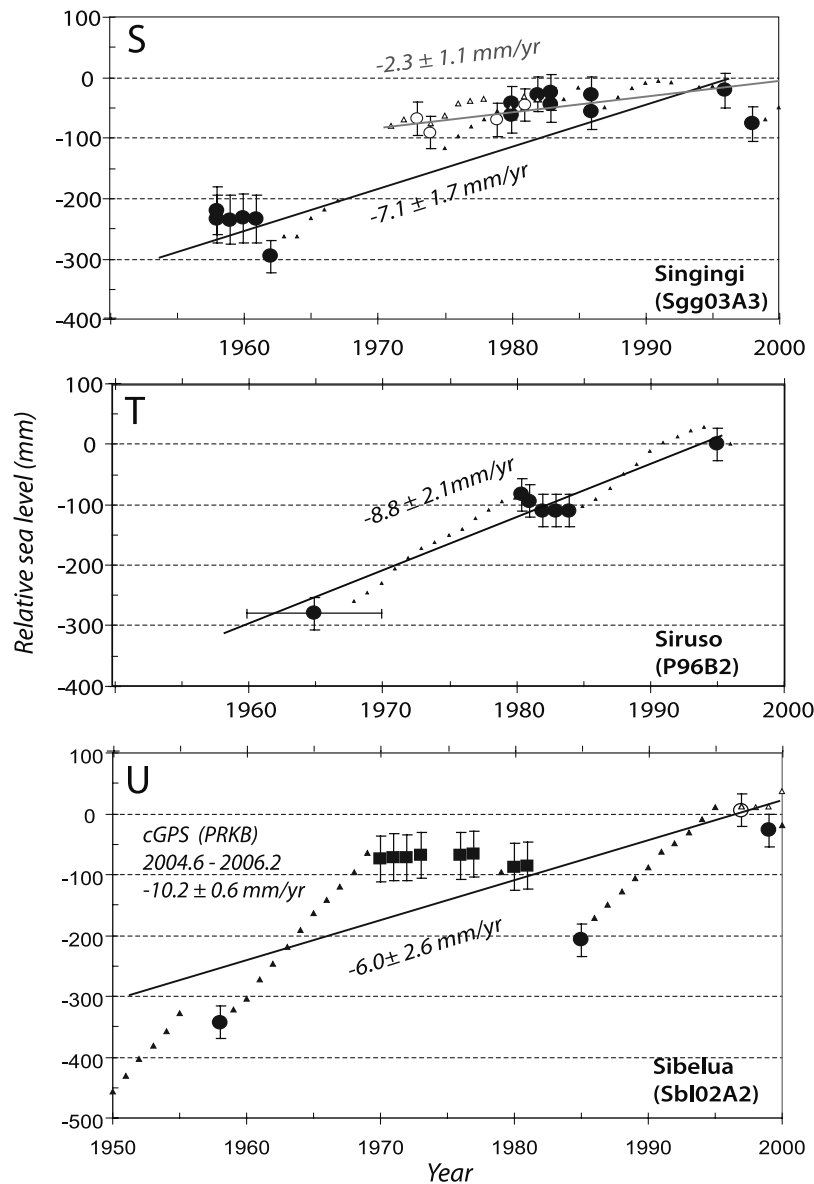 S
100
0
-100
-200
-300
-400
-2.3 ± 1.1 mm/yr
-7.1 ± 1.7 mm/yr
Singingi
(Sgg03A3)
1960
1970
1980
1990
2000
Relative sea level (mm)
T
100
0
-100
-200
-300
-400
-8.8 ± 2.1mm/yr
Siruso
(P96B2)
1960
1970
1980
1990
2000
U
100
0
-100
-200
-300
-400
-500
cGPS (PRKB)
2004.6 - 2006.2
-10.2 ± 0.6 mm/yr
-6.0± 2.6 mm/yr
Sibelua
(Sbl02A2)
1950
1960
1970
1980
1990
2000
Year